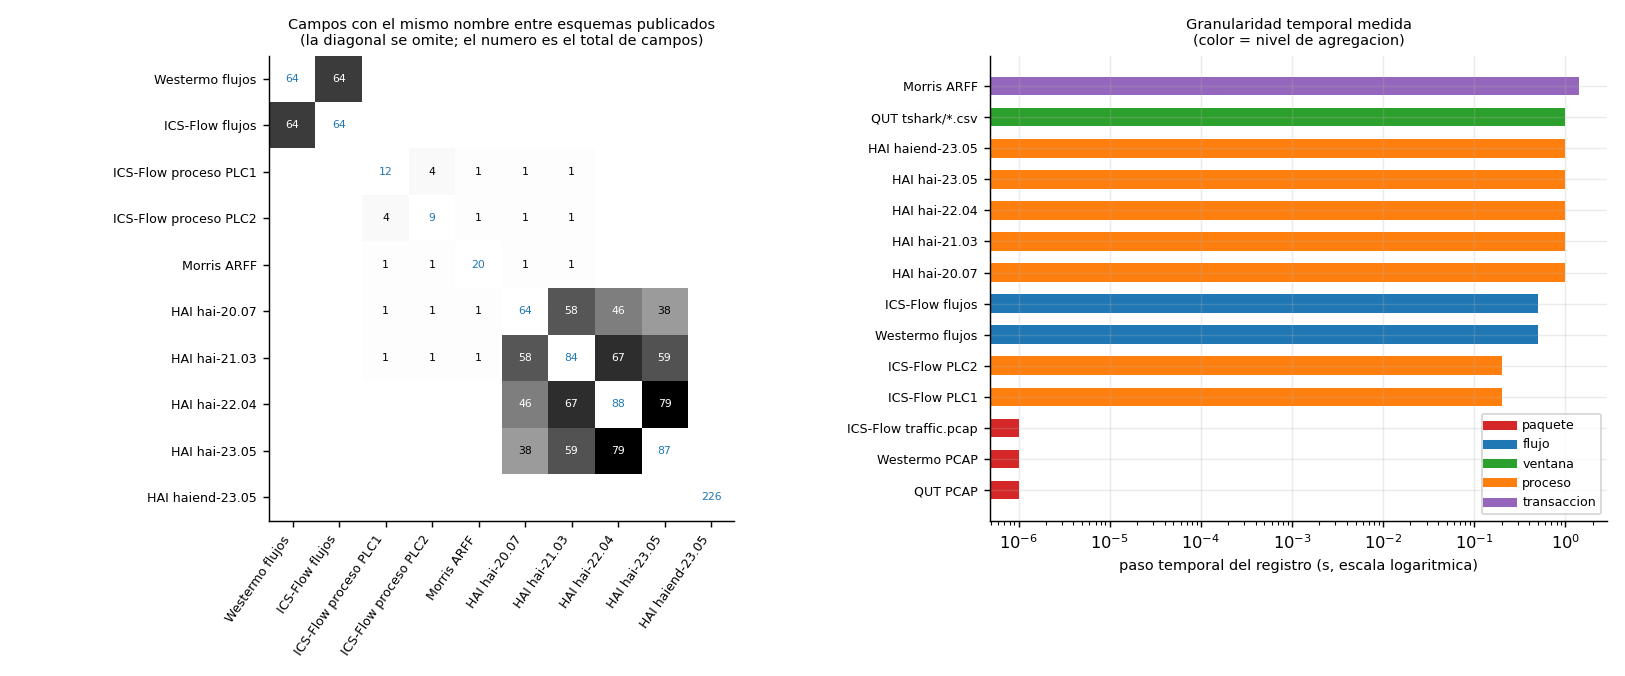 Campos con el mismo nombre entre esquemas publicados
(la diagonal se omite; el numero es el total de campos)
Westermo flujos 64 64
ICS-Flow flujos 64 64
ICS-Flow proceso PLC1 12 4 1 1 1
ICS-Flow proceso PLC2 4 9 1 1 1
Morris ARFF 1 1 20 1 1
HAI hai-20.07 1 1 1 64 58 46 38
HAI hai-21.03 1 1 1 58 84 67 59
HAI hai-22.04 46 67 88 79
HAI hai-23.05 38 59 79 87
HAI haiend-23.05 226
Westermo flujos
ICS-Flow flujos
ICS-Flow proceso PLC1
ICS-Flow proceso PLC2
Morris ARFF
HAI hai-20.07
HAI hai-21.03
HAI hai-22.04
HAI hai-23.05
HAI haiend-23.05
Granularidad temporal medida
(color = nivel de agregacion)
Morris ARFF
QUT tshark/*.csv
HAI haiend-23.05
HAI hai-23.05
HAI hai-22.04
HAI hai-21.03
HAI hai-20.07
ICS-Flow flujos
Westermo flujos
ICS-Flow PLC2
ICS-Flow PLC1
ICS-Flow traffic.pcap
Westermo PCAP
QUT PCAP
paquete
flujo
ventana
proceso
transaccion
10⁻⁶ 10⁻⁵ 10⁻⁴ 10⁻³ 10⁻² 10⁻¹ 10⁰
paso temporal del registro (s, escala logaritmica)